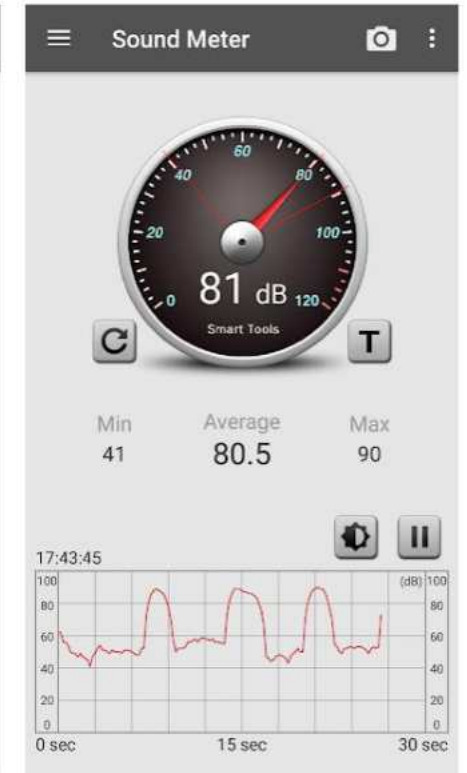 Sound Meter
60
40
80
20
100
0
81 dB
120
Smart Tools
T
Min
Average
Max
41
80.5
90
17:43:45
100
(dB) 100
80
80
60
60
40
40
20
20
0
0
0 sec
15 sec
30 sec